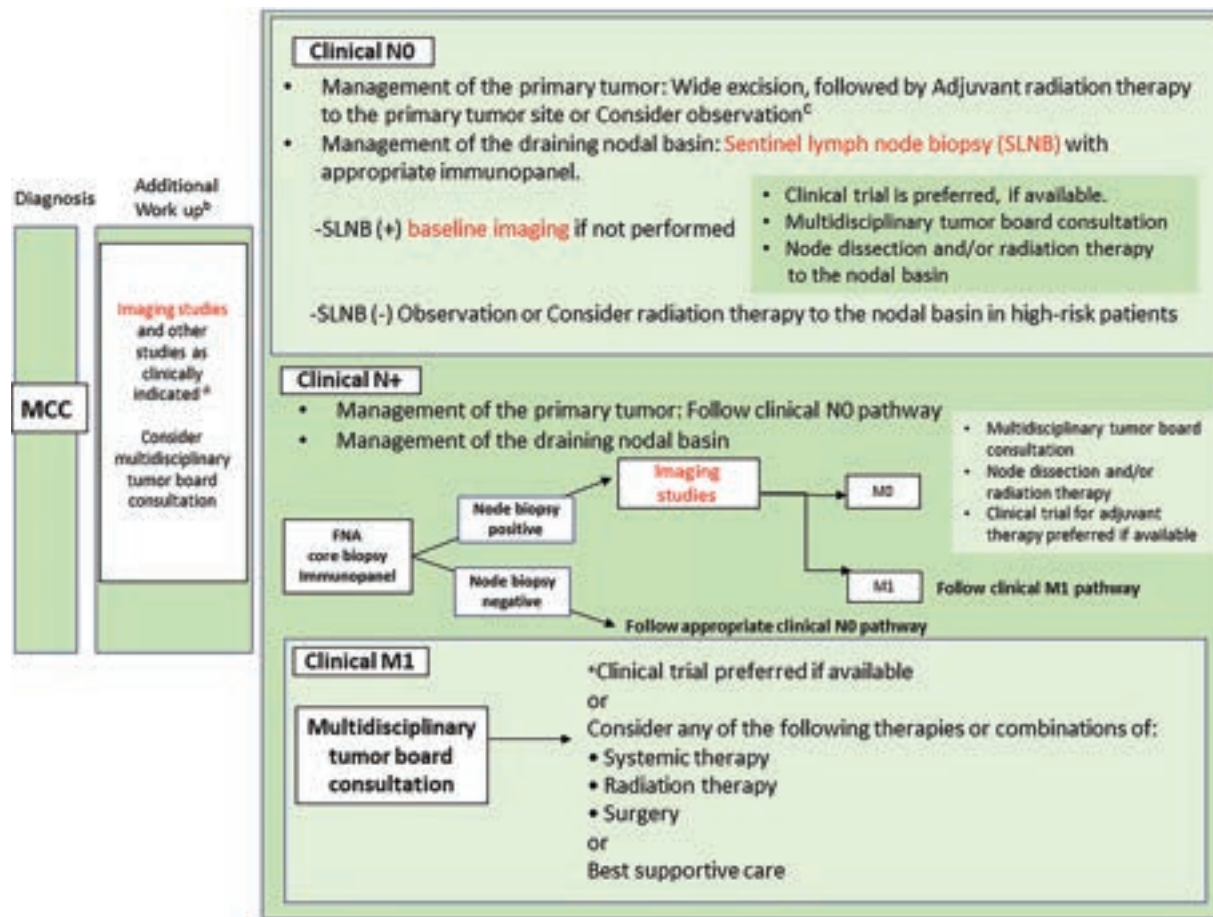 Diagnosis
MCC
Additional
Work up^b
Imaging studies
and other
studies as
clinically
indicated ^a
Consider
multidisciplinary
tumor board
consultation
Clinical N0
• Management of the primary tumor: Wide excision, followed by Adjuvant radiation therapy
to the primary tumor site or Consider observation^c
• Management of the draining nodal basin: Sentinel lymph node biopsy (SLNB) with
appropriate immunopanel.
-SLNB (+) baseline imaging if not performed
• Clinical trial is preferred, if available.
• Multidisciplinary tumor board consultation
• Node dissection and/or radiation therapy
to the nodal basin
-SLNB (-) Observation or Consider radiation therapy to the nodal basin in high-risk patients
Clinical N+
• Management of the primary tumor: Follow clinical N0 pathway
• Management of the draining nodal basin
FNA
core biopsy
Immunopanel
Node biopsy
positive
Node biopsy
negative
Imaging
studies
M0
• Multidisciplinary tumor board
consultation
• Node dissection and/or
radiation therapy
• Clinical trial for adjuvant
therapy preferred if available
M1
Follow clinical M1 pathway
Follow appropriate clinical N0 pathway
Clinical M1
Multidisciplinary
tumor board
consultation
*Clinical trial preferred if available
or
Consider any of the following therapies or combinations of:
• Systemic therapy
• Radiation therapy
• Surgery
or
Best supportive care